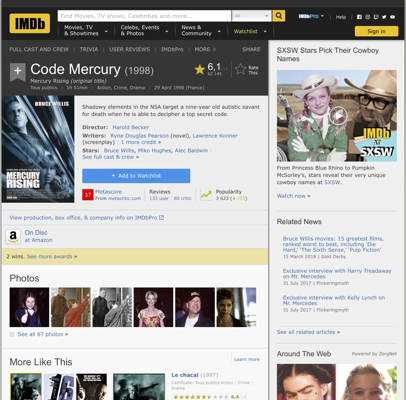 IMDb
Find Movies, TV shows, Celebrities and more...
All
Movies, TV & Showtimes
Celebs, Events & Photos
News & Community
Watchlist
IMDbPro
Help
Sign in
FULL CAST AND CREW | TRIVIA | USER REVIEWS | IMDbPro | MORE
SHARE
Code Mercury (1998)
Mercury Rising (original title)
Tous publics | 1h 51min | Action, Crime, Drama | 29 April 1998 (France)
6,1
Rate This
BRUCE WILLIS
MERCURY RISING
Shadowy elements in the NSA target a nine-year old autistic savant
for death when he is able to decipher a top secret code.
Director: Harold Becker
Writers: Ryne Douglas Pearson (novel), Lawrence Konner
(screenplay) | 1 more credit »
Stars: Bruce Willis, Miko Hughes, Alec Baldwin |
See full cast & crew »
+ Add to Watchlist
37
Metascore
From metacritic.com
Reviews
133 user | 80 critic
Popularity
View production, box office, & company info on IMDbPro
a
On Disc
at Amazon
2 wins. See more awards »
Photos
See all 67 photos »
More Like This
Learn more
Le chacal (1997)
Certificate: Tous publics Action | Crime |
Drama
SXSW Stars Pick Their Cowboy
Names
IMDb
AT
SXSW
From Princess Blue Rhino to Pumpkin
McSorley's, stars reveal their very unique
cowboy names at SXSW.
Watch now »
Related News
Bruce Willis movies: 15 greatest films,
ranked worst to best, including 'Die
Hard,' 'The Sixth Sense,' 'Pulp Fiction'
15 March 2018 | Gold Derby
Exclusive interview with Harry Treadaway
on Mr. Mercedes
31 July 2017 | Flickeringmyth
Exclusive interview with Kelly Lynch on
Mr. Mercedes
31 July 2017 | Flickeringmyth
See all related articles »
Around The Web
Powered by ZergNet